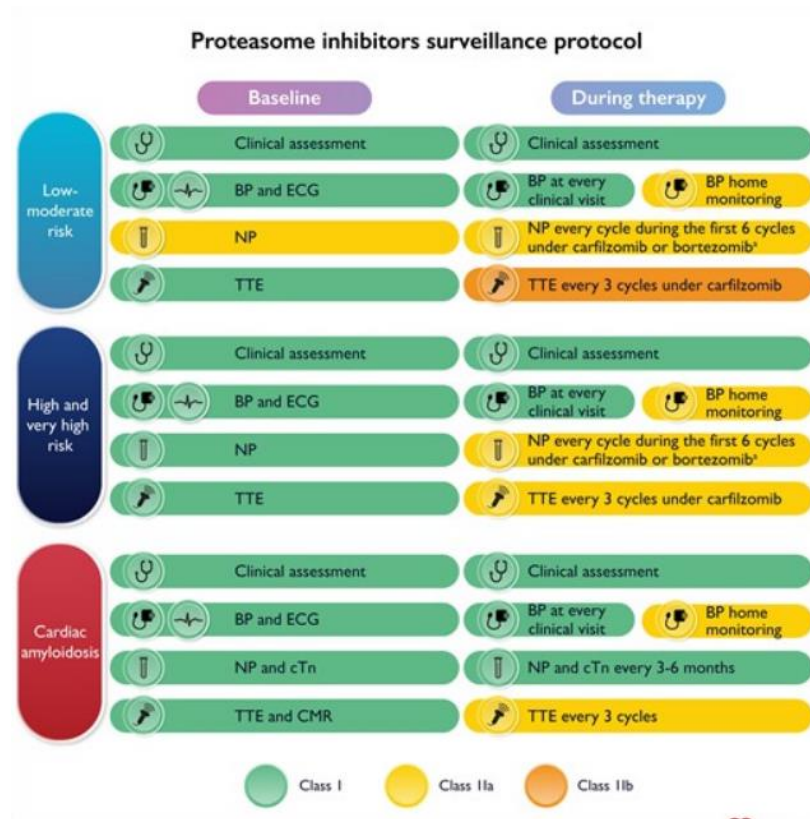 Proteasome inhibitors surveillance protocol
Baseline
During therapy
Low-
moderate
risk
Clinical assessment
Clinical assessment
BP and ECG
BP at every
clinical visit
BP home
monitoring
NP
NP every cycle during the first 6 cycles
under carfilzomib or bortezomibª
TTE
TTE every 3 cycles under carfilzomib
High and
very high
risk
Clinical assessment
Clinical assessment
BP and ECG
BP at every
clinical visit
BP home
monitoring
NP
NP every cycle during the first 6 cycles
under carfilzomib or bortezomibª
TTE
TTE every 3 cycles under carfilzomib
Cardiac
amyloidosis
Clinical assessment
Clinical assessment
BP and ECG
BP at every
clinical visit
BP home
monitoring
NP and cTn
NP and cTn every 3-6 months
TTE and CMR
TTE every 3 cycles
Class I
Class IIa
Class IIb